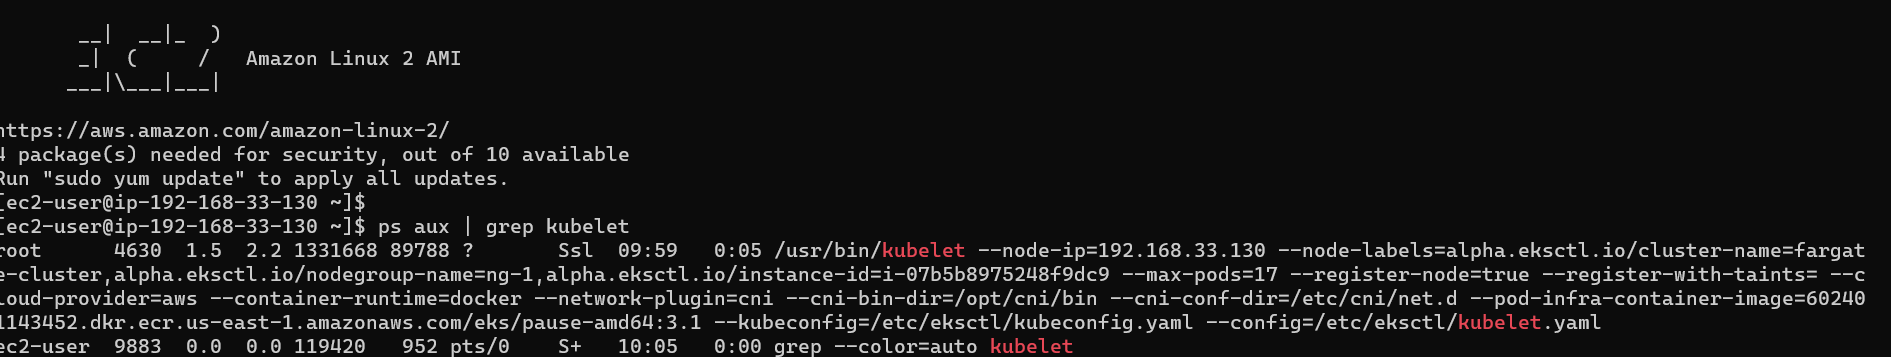 __|  __|_  )
_|  (     /   Amazon Linux 2 AMI
___|\___|___|
https://aws.amazon.com/amazon-linux-2/
4 package(s) needed for security, out of 10 available
Run "sudo yum update" to apply all updates.
[ec2-user@ip-192-168-33-130 ~]$
[ec2-user@ip-192-168-33-130 ~]$ ps aux | grep kubelet
root      4630  1.5  2.2 1331668 89788 ?       Ssl  09:59   0:05 /usr/bin/kubelet --node-ip=192.168.33.130 --node-labels=alpha.eksctl.io/cluster-name=fargat
e-cluster,alpha.eksctl.io/nodegroup-name=ng-1,alpha.eksctl.io/instance-id=i-07b5b8975248f9dc9 --max-pods=17 --register-node=true --register-with-taints= --c
loud-provider=aws --container-runtime=docker --network-plugin=cni --cni-bin-dir=/opt/cni/bin --cni-conf-dir=/etc/cni/net.d --pod-infra-container-image=60240
1143452.dkr.ecr.us-east-1.amazonaws.com/eks/pause-amd64:3.1 --kubeconfig=/etc/eksctl/kubeconfig.yaml --config=/etc/eksctl/kubelet.yaml
ec2-user  9883  0.0  0.0 119420   952 pts/0    S+   10:05   0:00 grep --color=auto kubelet